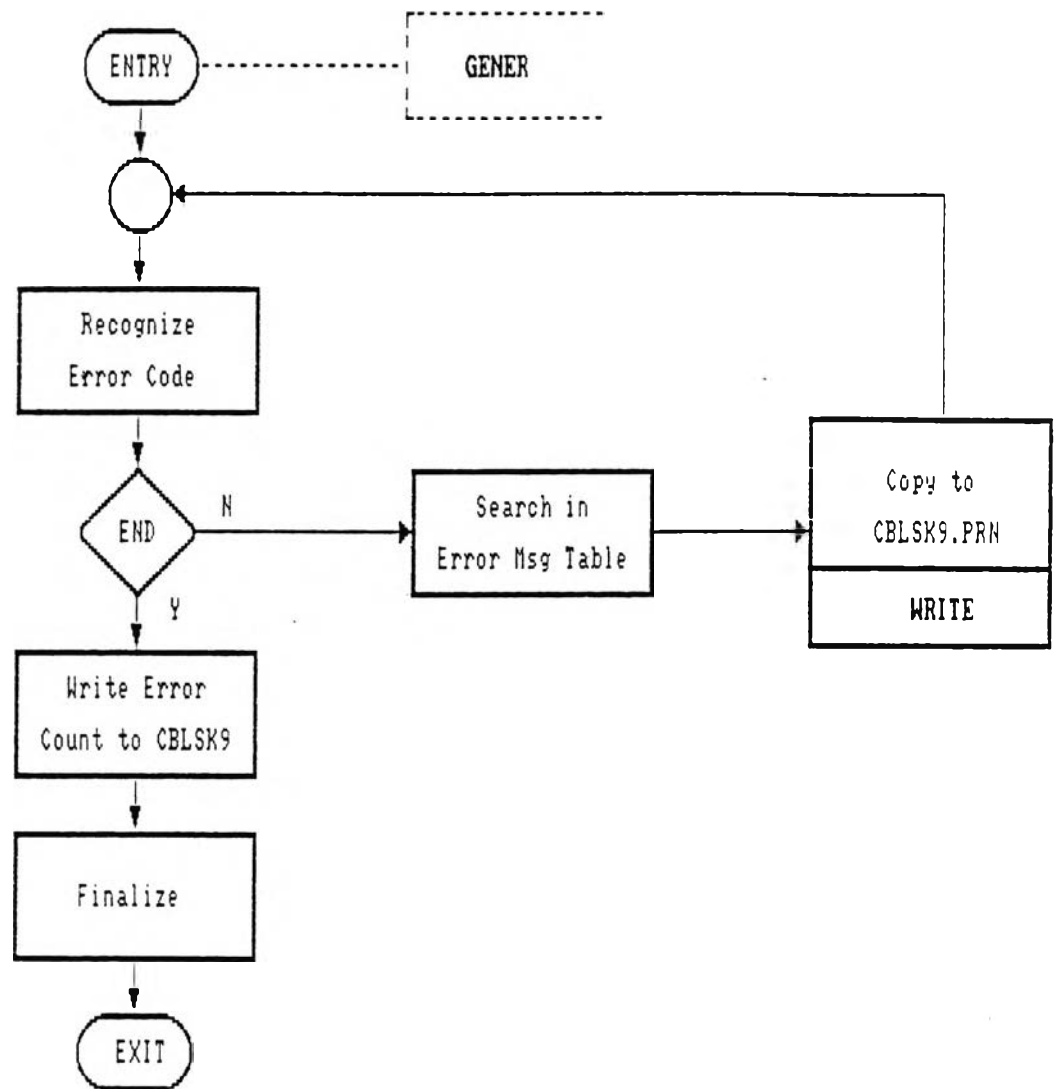 ENTRY
GENER
Recognize
Error Code
END
N
Y
Search in
Error Msg Table
Copy to
CBLSK9.PRN
WRITE
Write Error
Count to CBLSK9
Finalize
EXIT